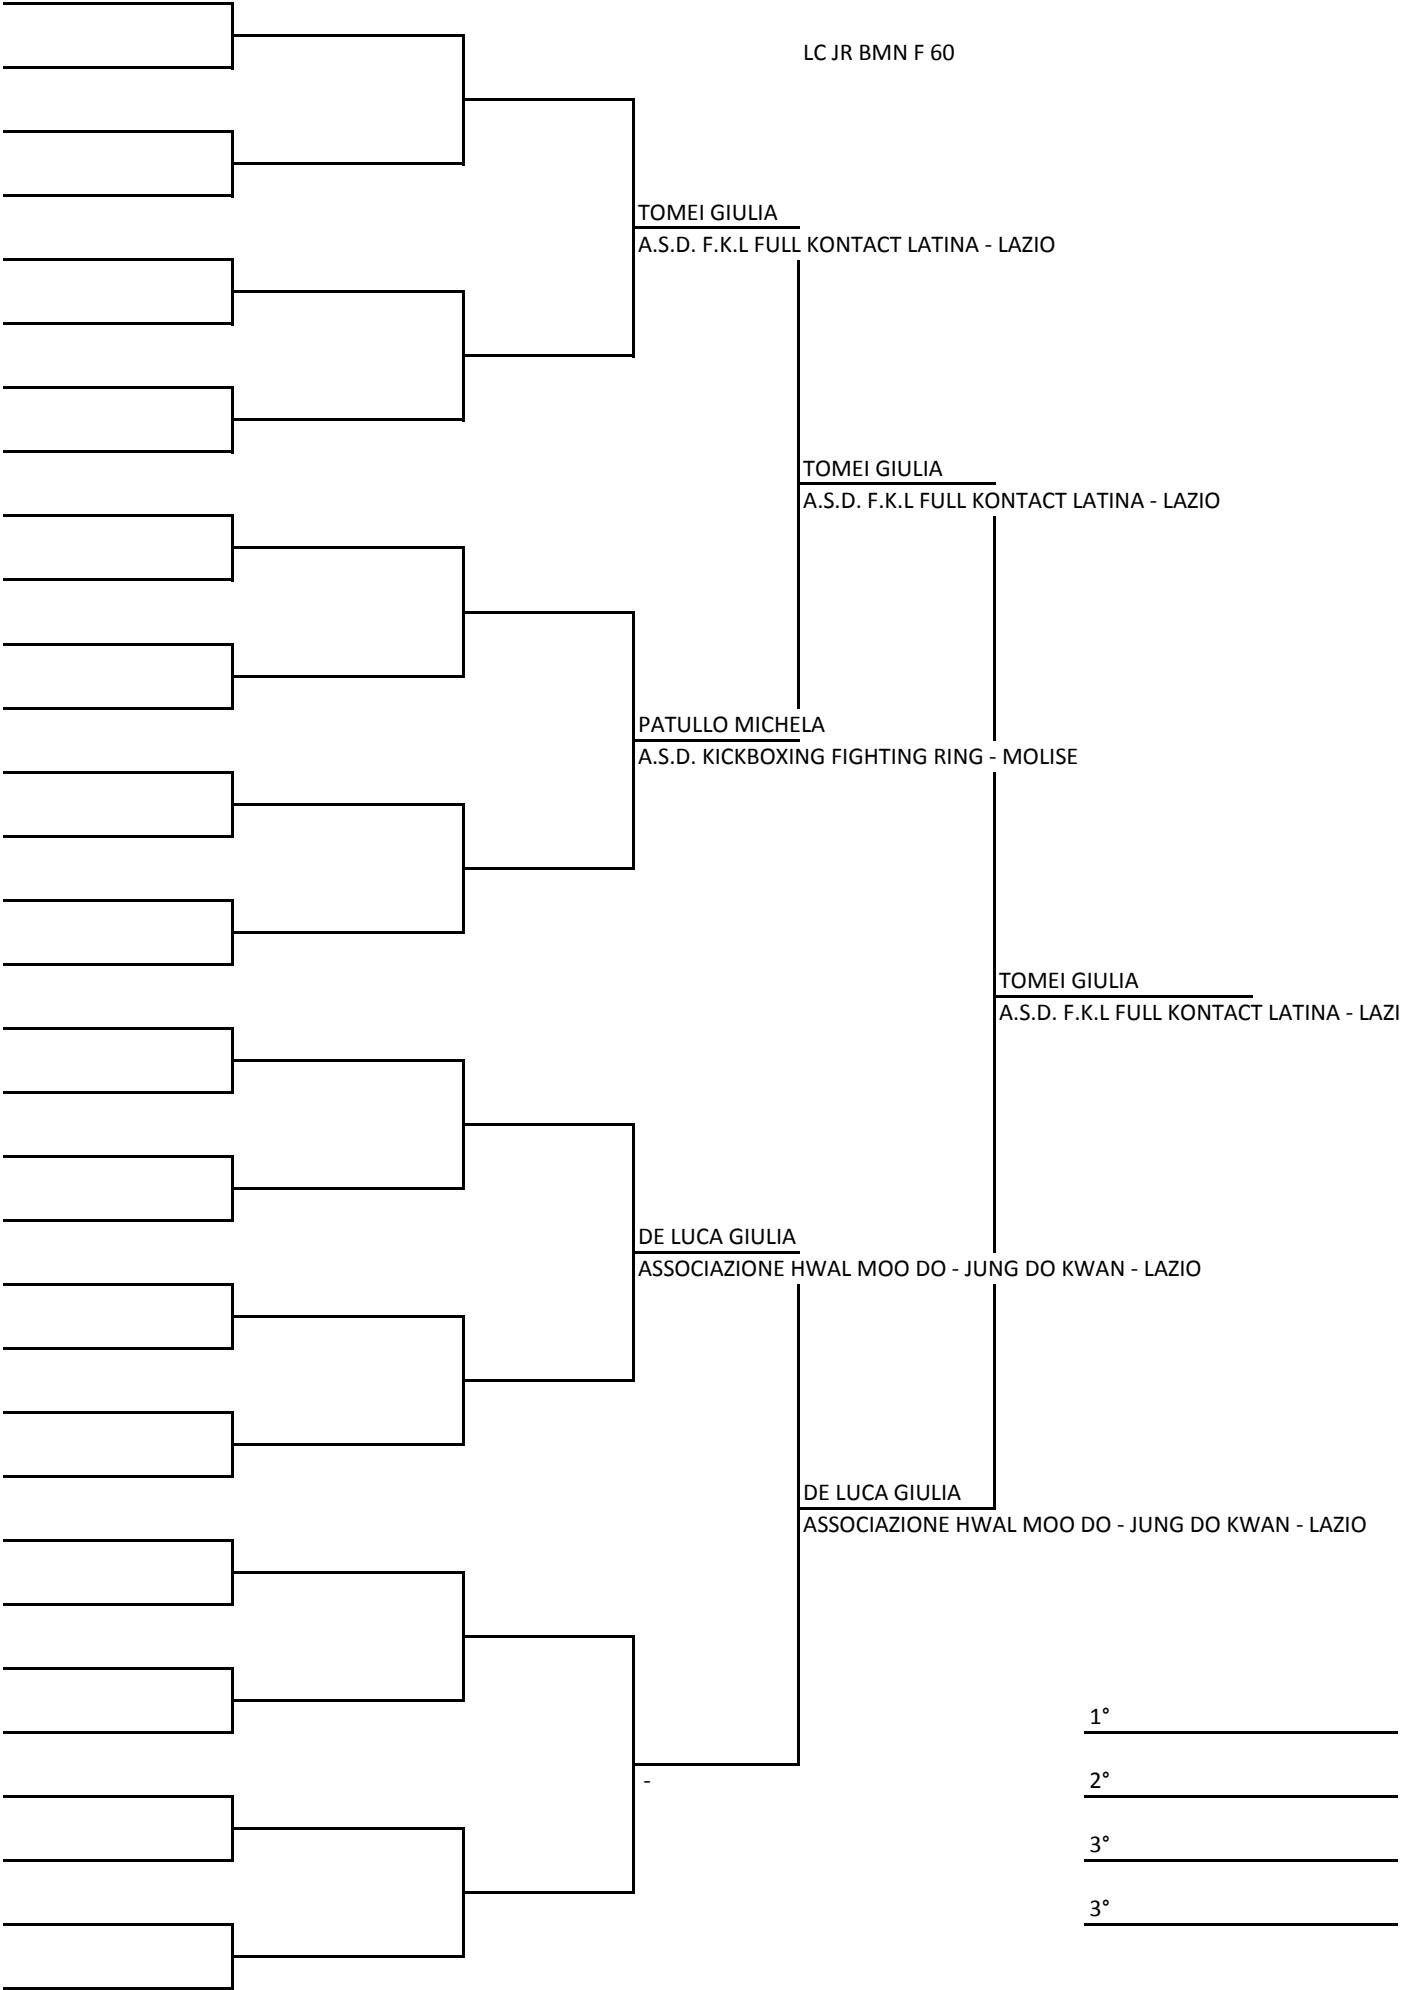 LC JR BMN F 60
TOMEI GIULIA
A.S.D. F.K.L FULL KONTACT LATINA - LAZIO
TOMEI GIULIA
A.S.D. F.K.L FULL KONTACT LATINA - LAZIO
PATULLO MICHELA
A.S.D. KICKBOXING FIGHTING RING - MOLISE
TOMEI GIULIA
A.S.D. F.K.L FULL KONTACT LATINA - LAZI
DE LUCA GIULIA
ASSOCIAZIONE HWAL MOO DO - JUNG DO KWAN - LAZIO
DE LUCA GIULIA
ASSOCIAZIONE HWAL MOO DO - JUNG DO KWAN - LAZIO
1°
-
2°
3°
3°